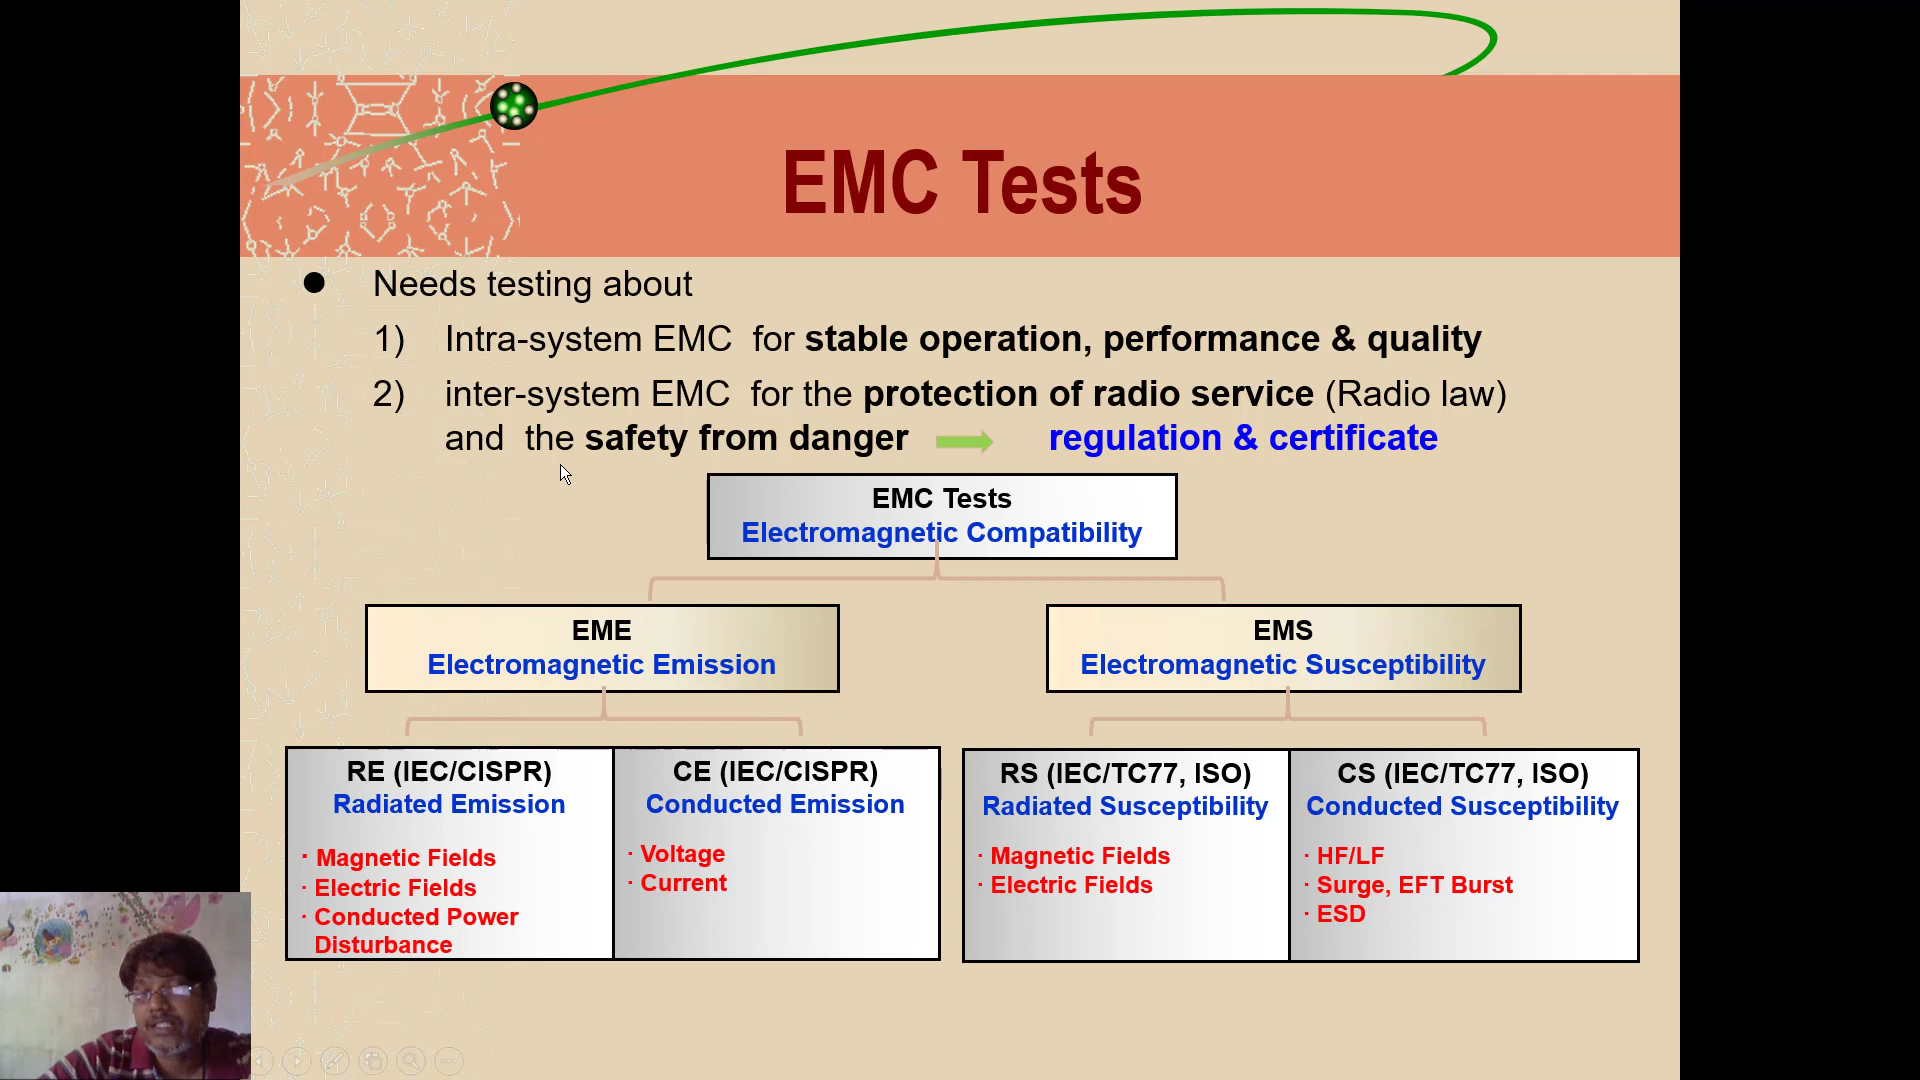 EMC Tests
● Needs testing about
1) Intra-system EMC for stable operation, performance & quality
2) inter-system EMC for the protection of radio service (Radio law)
and the safety from danger regulation & certificate
EMC Tests
Electromagnetic Compatibility
EME
Electromagnetic Emission
EMS
Electromagnetic Susceptibility
RE (IEC/CISPR)
Radiated Emission
· Magnetic Fields
· Electric Fields
· Conducted Power
Disturbance
CE (IEC/CISPR)
Conducted Emission
· Voltage
· Current
RS (IEC/TC77, ISO)
Radiated Susceptibility
· Magnetic Fields
· Electric Fields
CS (IEC/TC77, ISO)
Conducted Susceptibility
· HF/LF
· Surge, EFT Burst
· ESD